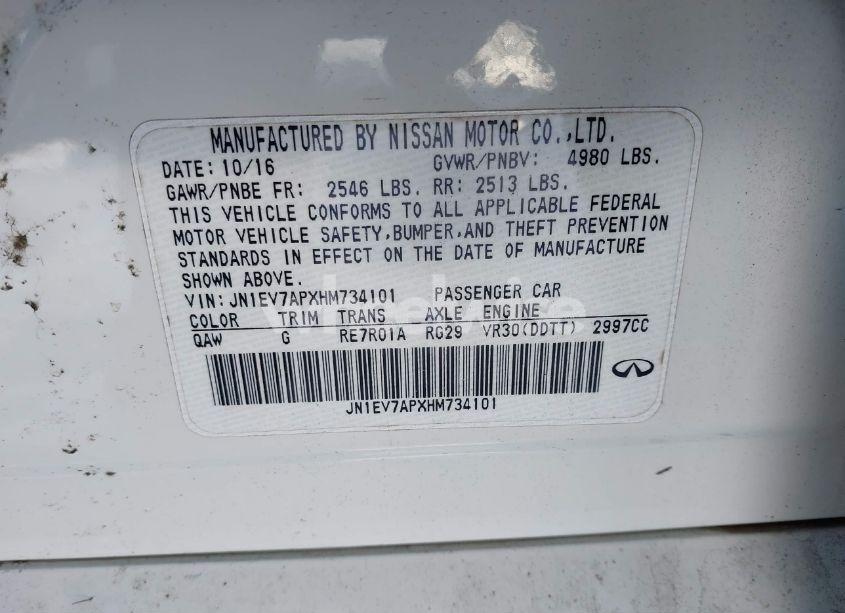 MANUFACTURED BY NISSAN MOTOR CO.,LTD.
DATE: 10/16 GVWR/PNBV: 4980 LBS.
GAWR/PNBE FR: 2546 LBS. RR: 2513 LBS.
THIS VEHICLE CONFORMS TO ALL APPLICABLE FEDERAL
MOTOR VEHICLE SAFETY,BUMPER,AND THEFT PREVENTION
STANDARDS IN EFFECT ON THE DATE OF MANUFACTURE
SHOWN ABOVE.
VIN: JN1EV7APXHM734101 PASSENGER CAR
COLOR TRIM TRANS AXLE ENGINE
QAW G RE7R01A RG29 VR30(DDTT) 2997CC
JN1EV7APXHM734101